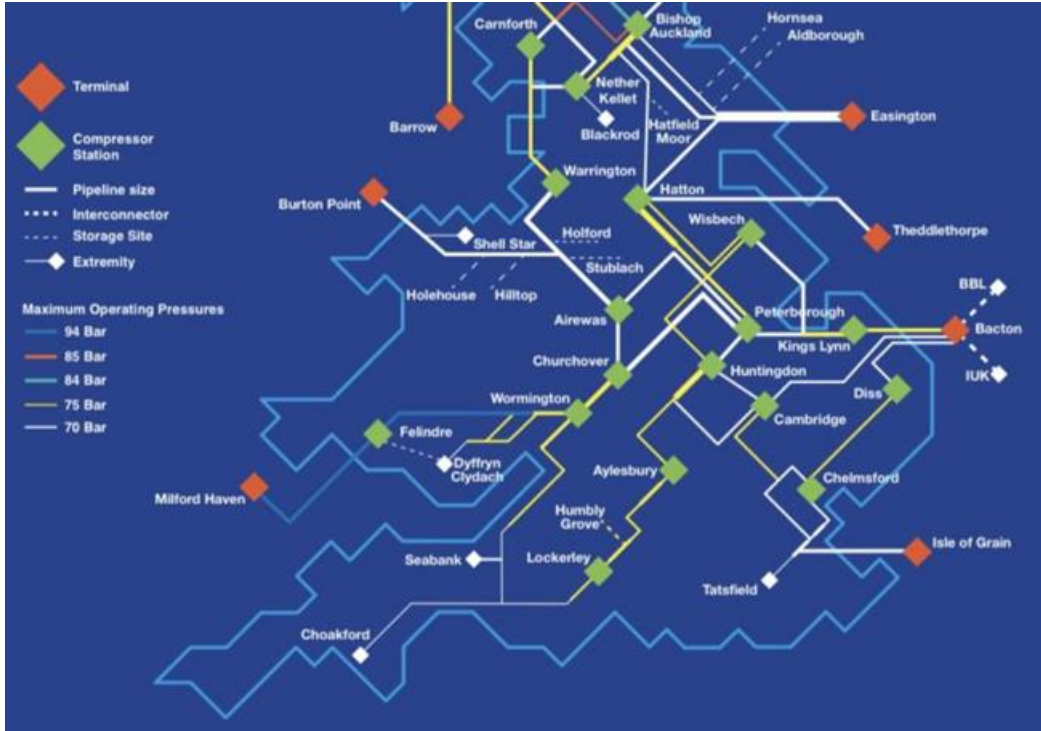 Hornsea
Aldborough
Carnforth
Bishop
Auckland
Terminal
Nether
Kellet
Easington
Barrow
Blackrod
Hatfield
Moor
Compressor
Station
Warrington
Hatton
Pipeline size
Burton Point
Wisbech
Interconnector
Holford
Theddlethorpe
Storage Site
Shell Star
Extremity
Stublach
BBL
Holehouse
Hilltop
Maximum Operating Pressures
Airewas
Peterborough
Bacton
94 Bar
Kings Lynn
85 Bar
Churchover
Huntingdon
IUK
84 Bar
Diss
75 Bar
Wormington
Cambridge
70 Bar
Felindre
Dyffryn
Clydach
Aylesbury
Chelmsford
Milford Haven
Humbly
Grove
Isle of Grain
Seabank
Lockerley
Tatsfield
Choakford